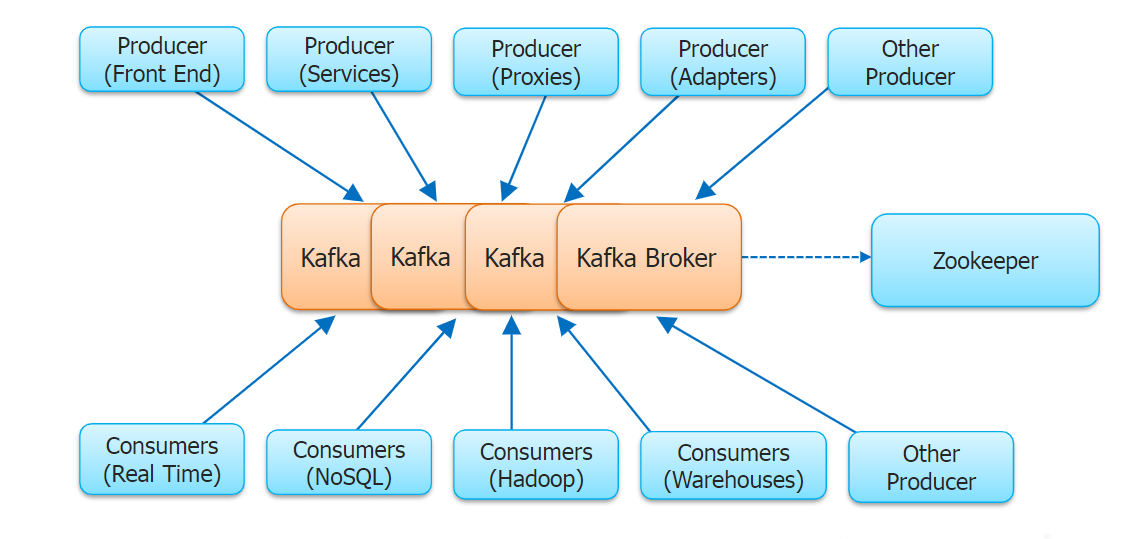 Producer
(Front End)
Producer
(Services)
Producer
(Proxies)
Producer
(Adapters)
Other
Producer
Kafka
Kafka
Kafka
Kafka Broker
Zookeeper
Consumers
(Real Time)
Consumers
(NoSQL)
Consumers
(Hadoop)
Consumers
(Warehouses)
Other
Producer